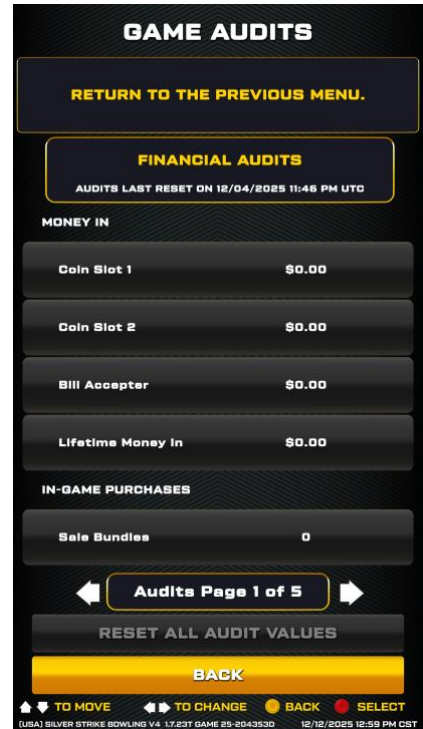 GAME AUDITS
RETURN TO THE PREVIOUS MENU.
FINANCIAL AUDITS
AUDITS LAST RESET ON 12/04/2025 11:46 PM UTC
MONEY IN
Coin Slot 1 $0.00
Coin Slot 2 $0.00
Bill Accepter $0.00
Lifetime Money In $0.00
IN-GAME PURCHASES
Sale Bundles 0
Audits Page 1 of 5
RESET ALL AUDIT VALUES
BACK
TO MOVE TO CHANGE BACK SELECT
(USA) SILVER STRIKE BOWLING V4 1.7.23T GAME 25-204353D 12/12/2025 12:59 PM CST